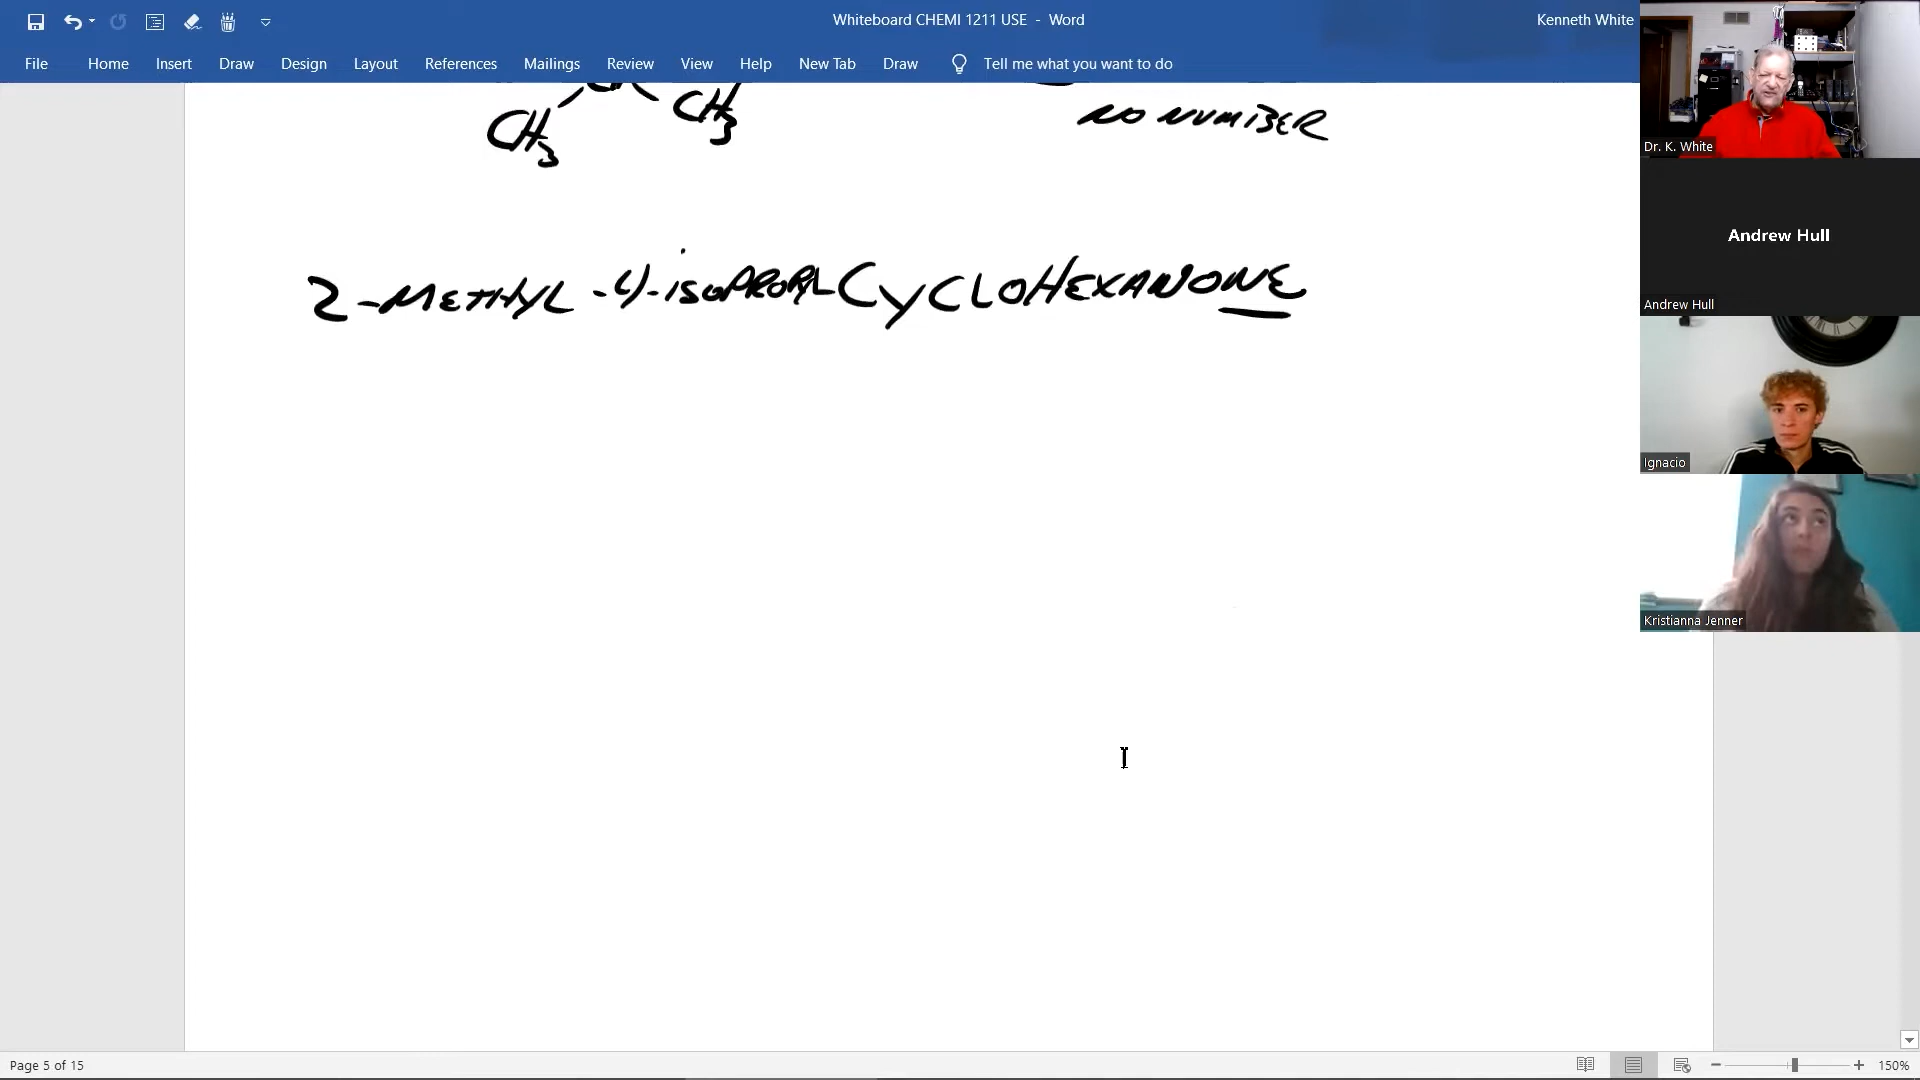 Whiteboard CHEMI 1211 USE - Word
Kenneth White
File Home Insert Draw Design Layout References Mailings Review View Help New Tab Draw Tell me what you want to do
CH3 CH3
NO NUMBER
2-METHYL-4-isoPROPYLCYCLOHEXANONE
Dr. K. White
Andrew Hull
Andrew Hull
Ignacio
Kristianna Jenner
Page 5 of 15
150%